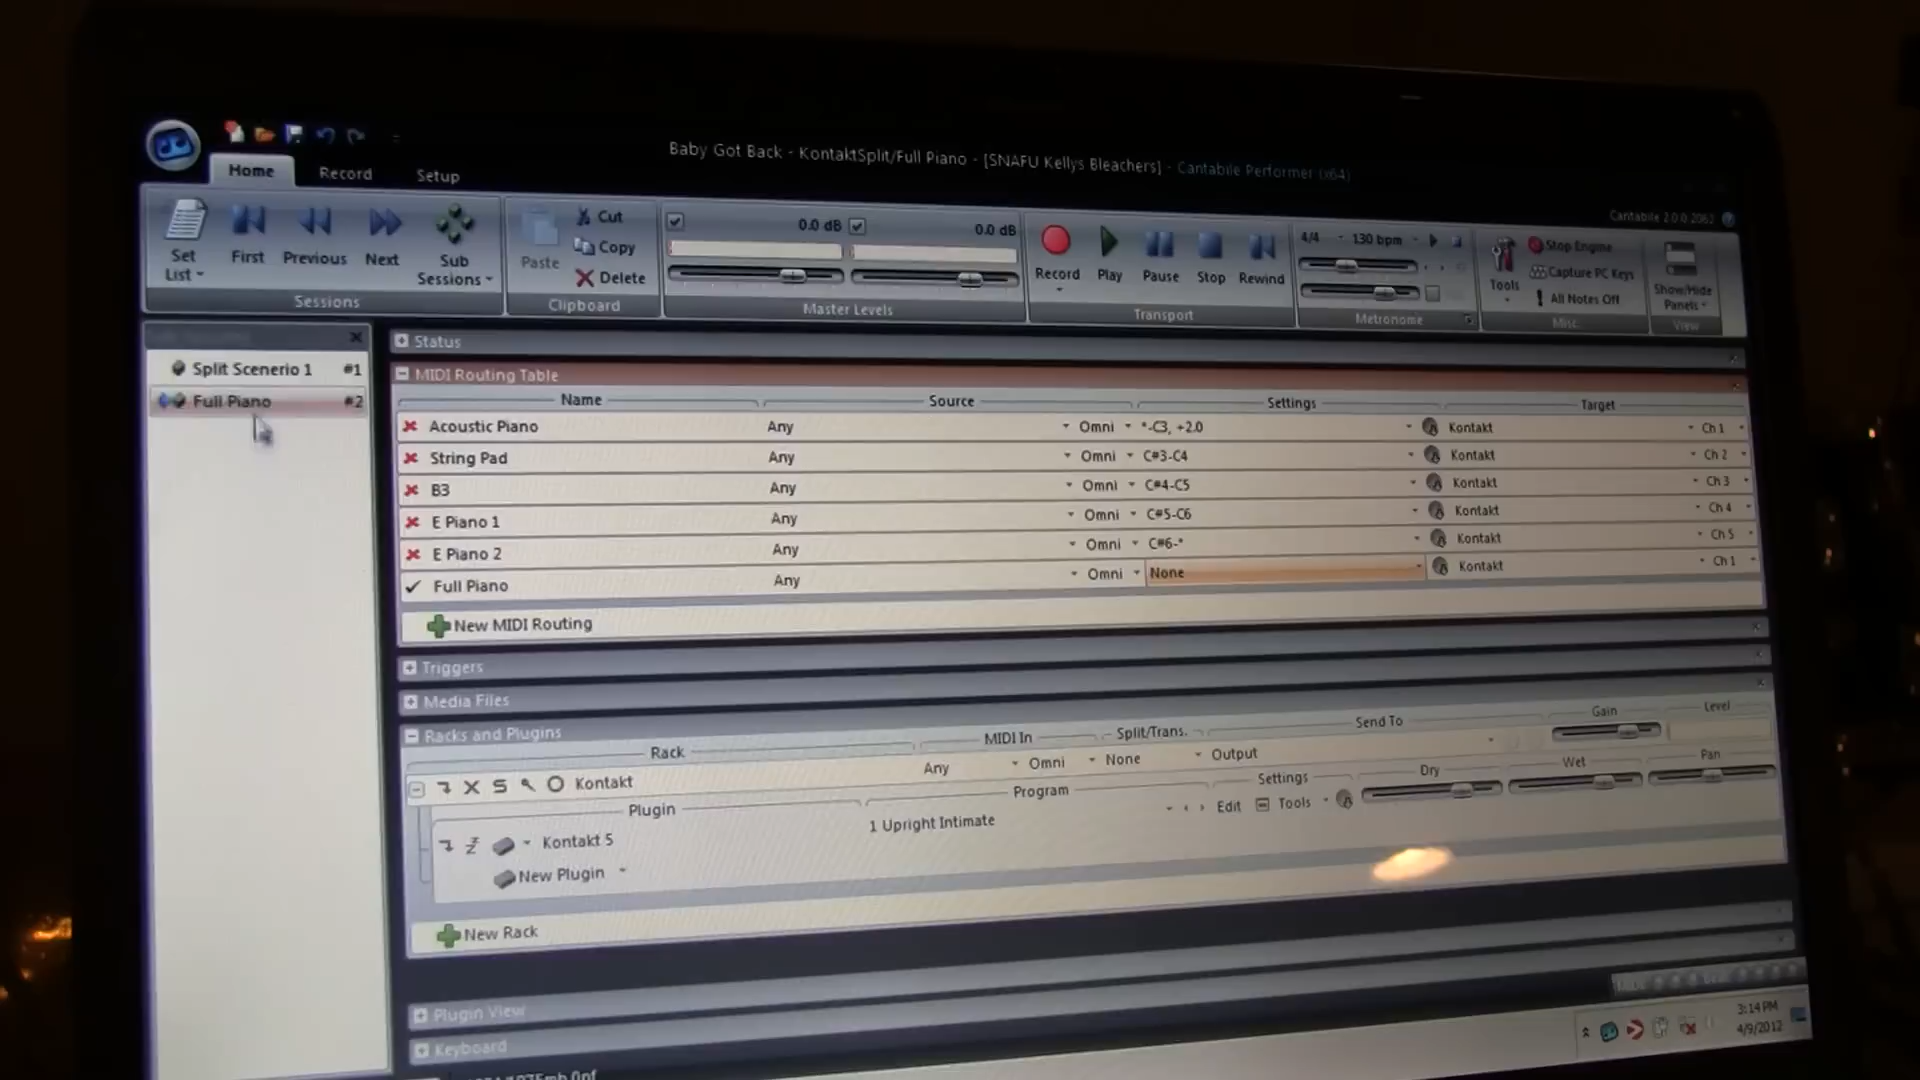 Baby Got Back - KontaktSplit/Full Piano - [SNAFU Kellys Bleachers] - Cantabile Performer (x64)
Home Record Setup
Cantabile 2.0.0.2062
Set List First Previous Next Sub Sessions
Sessions
Paste Cut Copy Delete
Clipboard
0.0 dB 0.0 dB
Master Levels
Record Play Pause Stop Rewind
Transport
4/4 130 bpm
Metronome
Tools Stop Engine
Capture PC Keys
All Notes Off
Misc.
Show/Hide Panels
View
Split Scenerio 1 #1
Full Piano #2
Status
MIDI Routing Table
Name Source Settings Target
Acoustic Piano Any Omni *-C3, +2.0 Kontakt Ch 1
String Pad Any Omni C#3-C4 Kontakt Ch 2
B3 Any Omni C#4-C5 Kontakt Ch 3
E Piano 1 Any Omni C#5-C6 Kontakt Ch 4
E Piano 2 Any Omni C#6-* Kontakt Ch 5
Full Piano Any Omni None Kontakt Ch 1
New MIDI Routing
Triggers
Media Files
Racks and Plugins
Rack MIDI In Split/Trans. Send To Gain Level
X S Kontakt Any Omni None Output
Plugin Program Settings Dry Wet Pan
Kontakt 5 1 Upright Intimate Edit Tools
New Plugin
New Rack
Plugin View
Keyboard
3:14 PM
4/9/2012